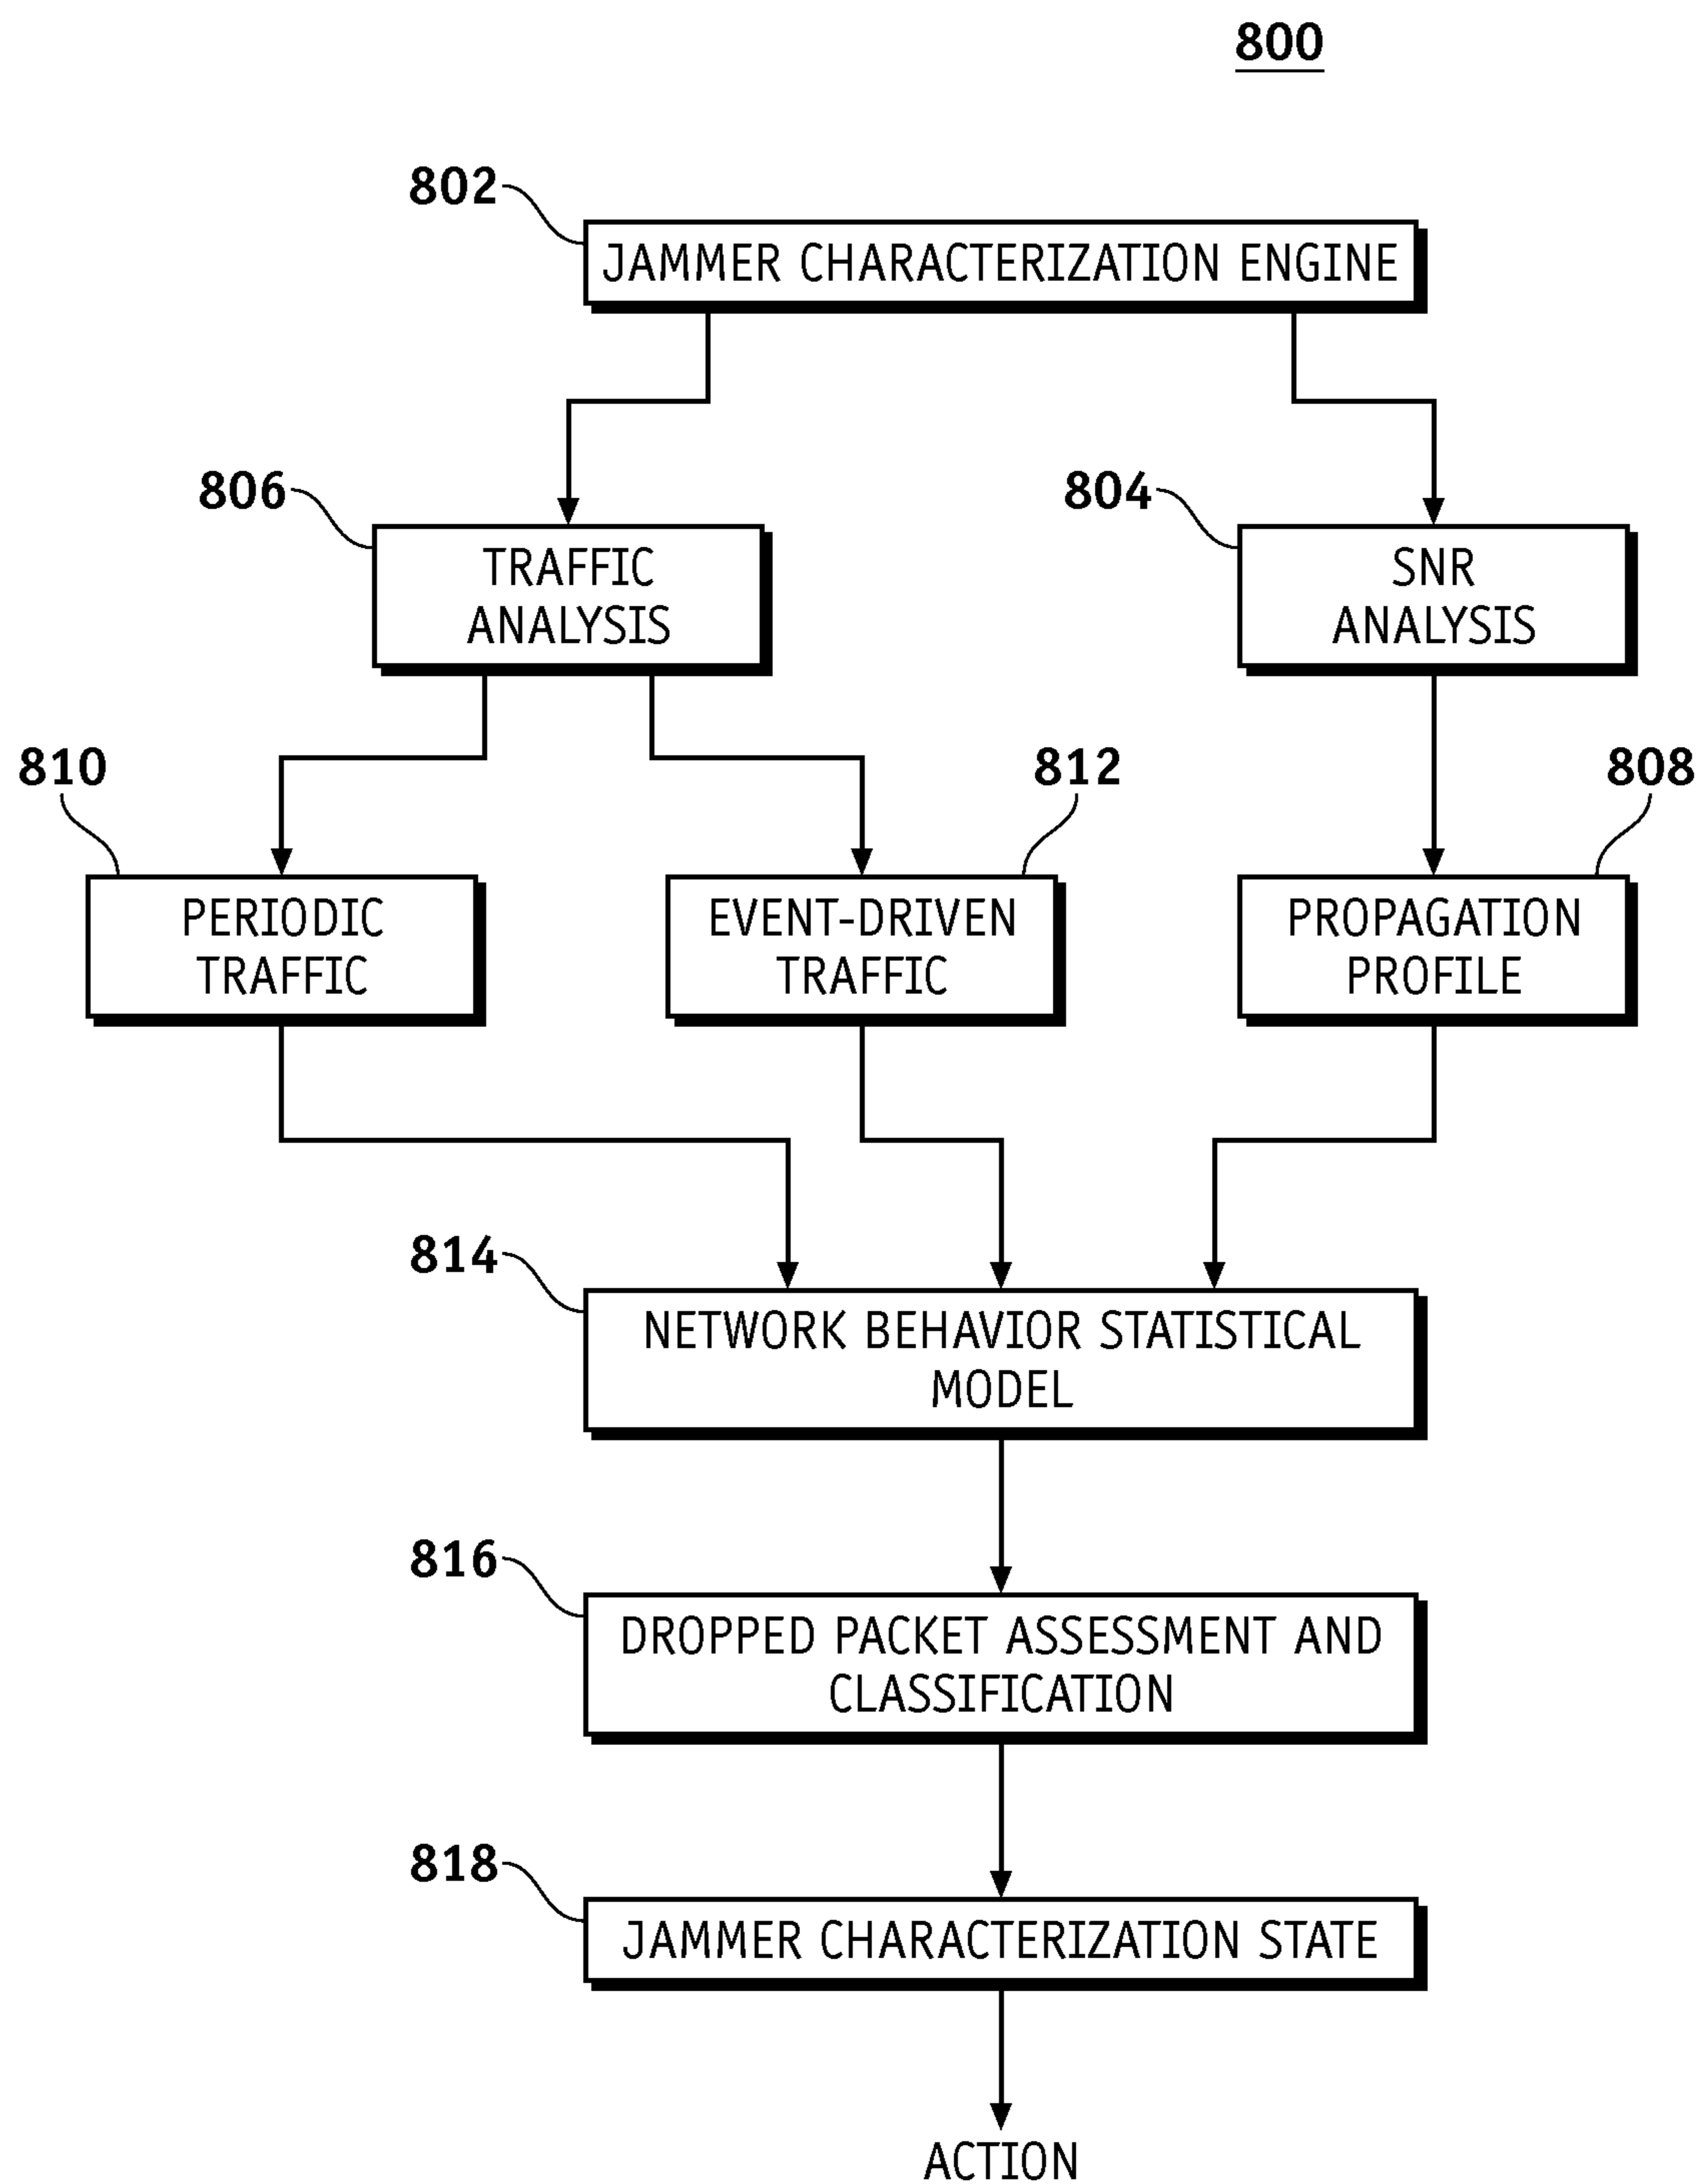 800
802
JAMMER CHARACTERIZATION ENGINE
806
804
TRAFFIC
ANALYSIS
SNR
ANALYSIS
810
812
808
PERIODIC
TRAFFIC
EVENT-DRIVEN
TRAFFIC
PROPAGATION
PROFILE
814
NETWORK BEHAVIOR STATISTICAL
MODEL
816
DROPPED PACKET ASSESSMENT AND
CLASSIFICATION
818
JAMMER CHARACTERIZATION STATE
ACTION